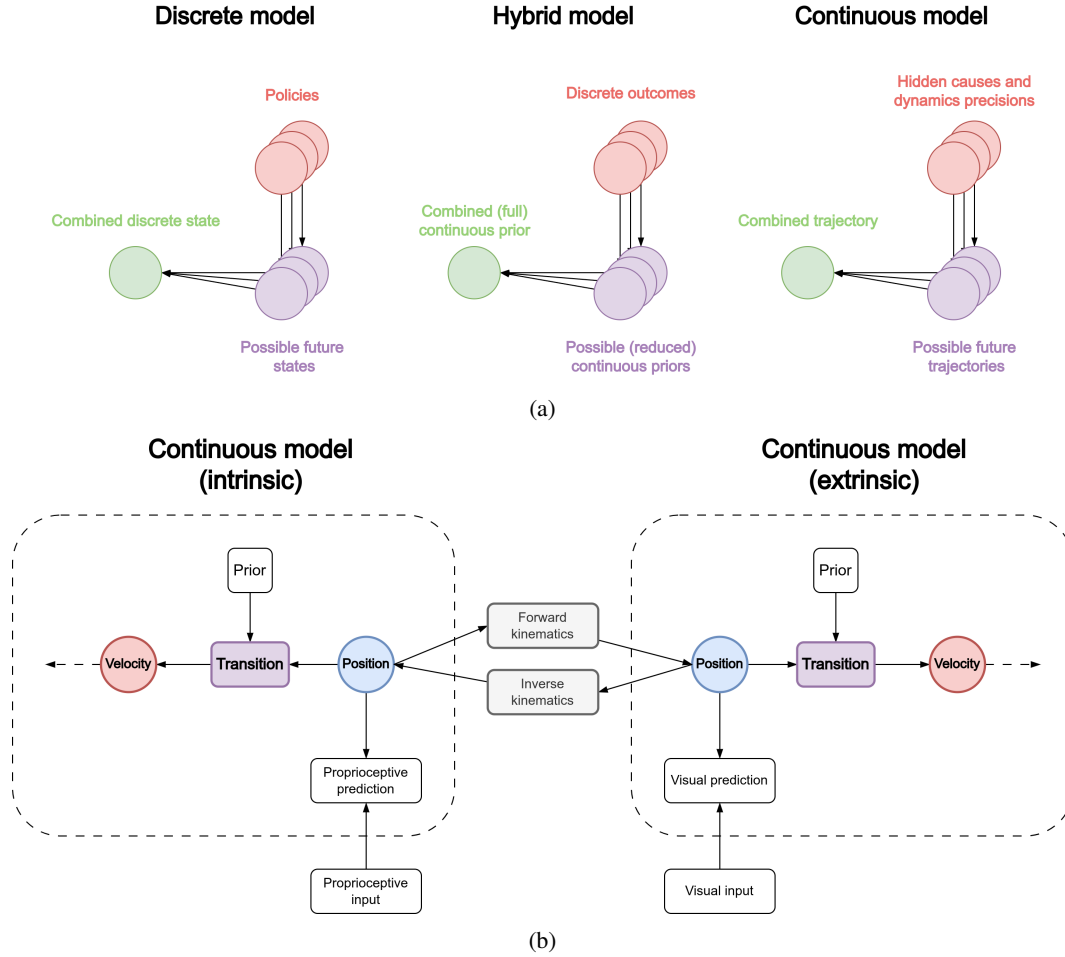 Discrete model
Hybrid model
Continuous model
Policies
Discrete outcomes
Hidden causes and
dynamics precisions
Combined discrete state
Combined (full)
continuous prior
Combined trajectory
Possible future
states
Possible (reduced)
continuous priors
Possible future
trajectories
(a)
Continuous model
(intrinsic)
Continuous model
(extrinsic)
Prior
Prior
Forward
kinematics
Velocity
Transition
Position
Position
Transition
Velocity
Inverse
kinematics
Proprioceptive
prediction
Visual prediction
Proprioceptive
input
Visual input
(b)